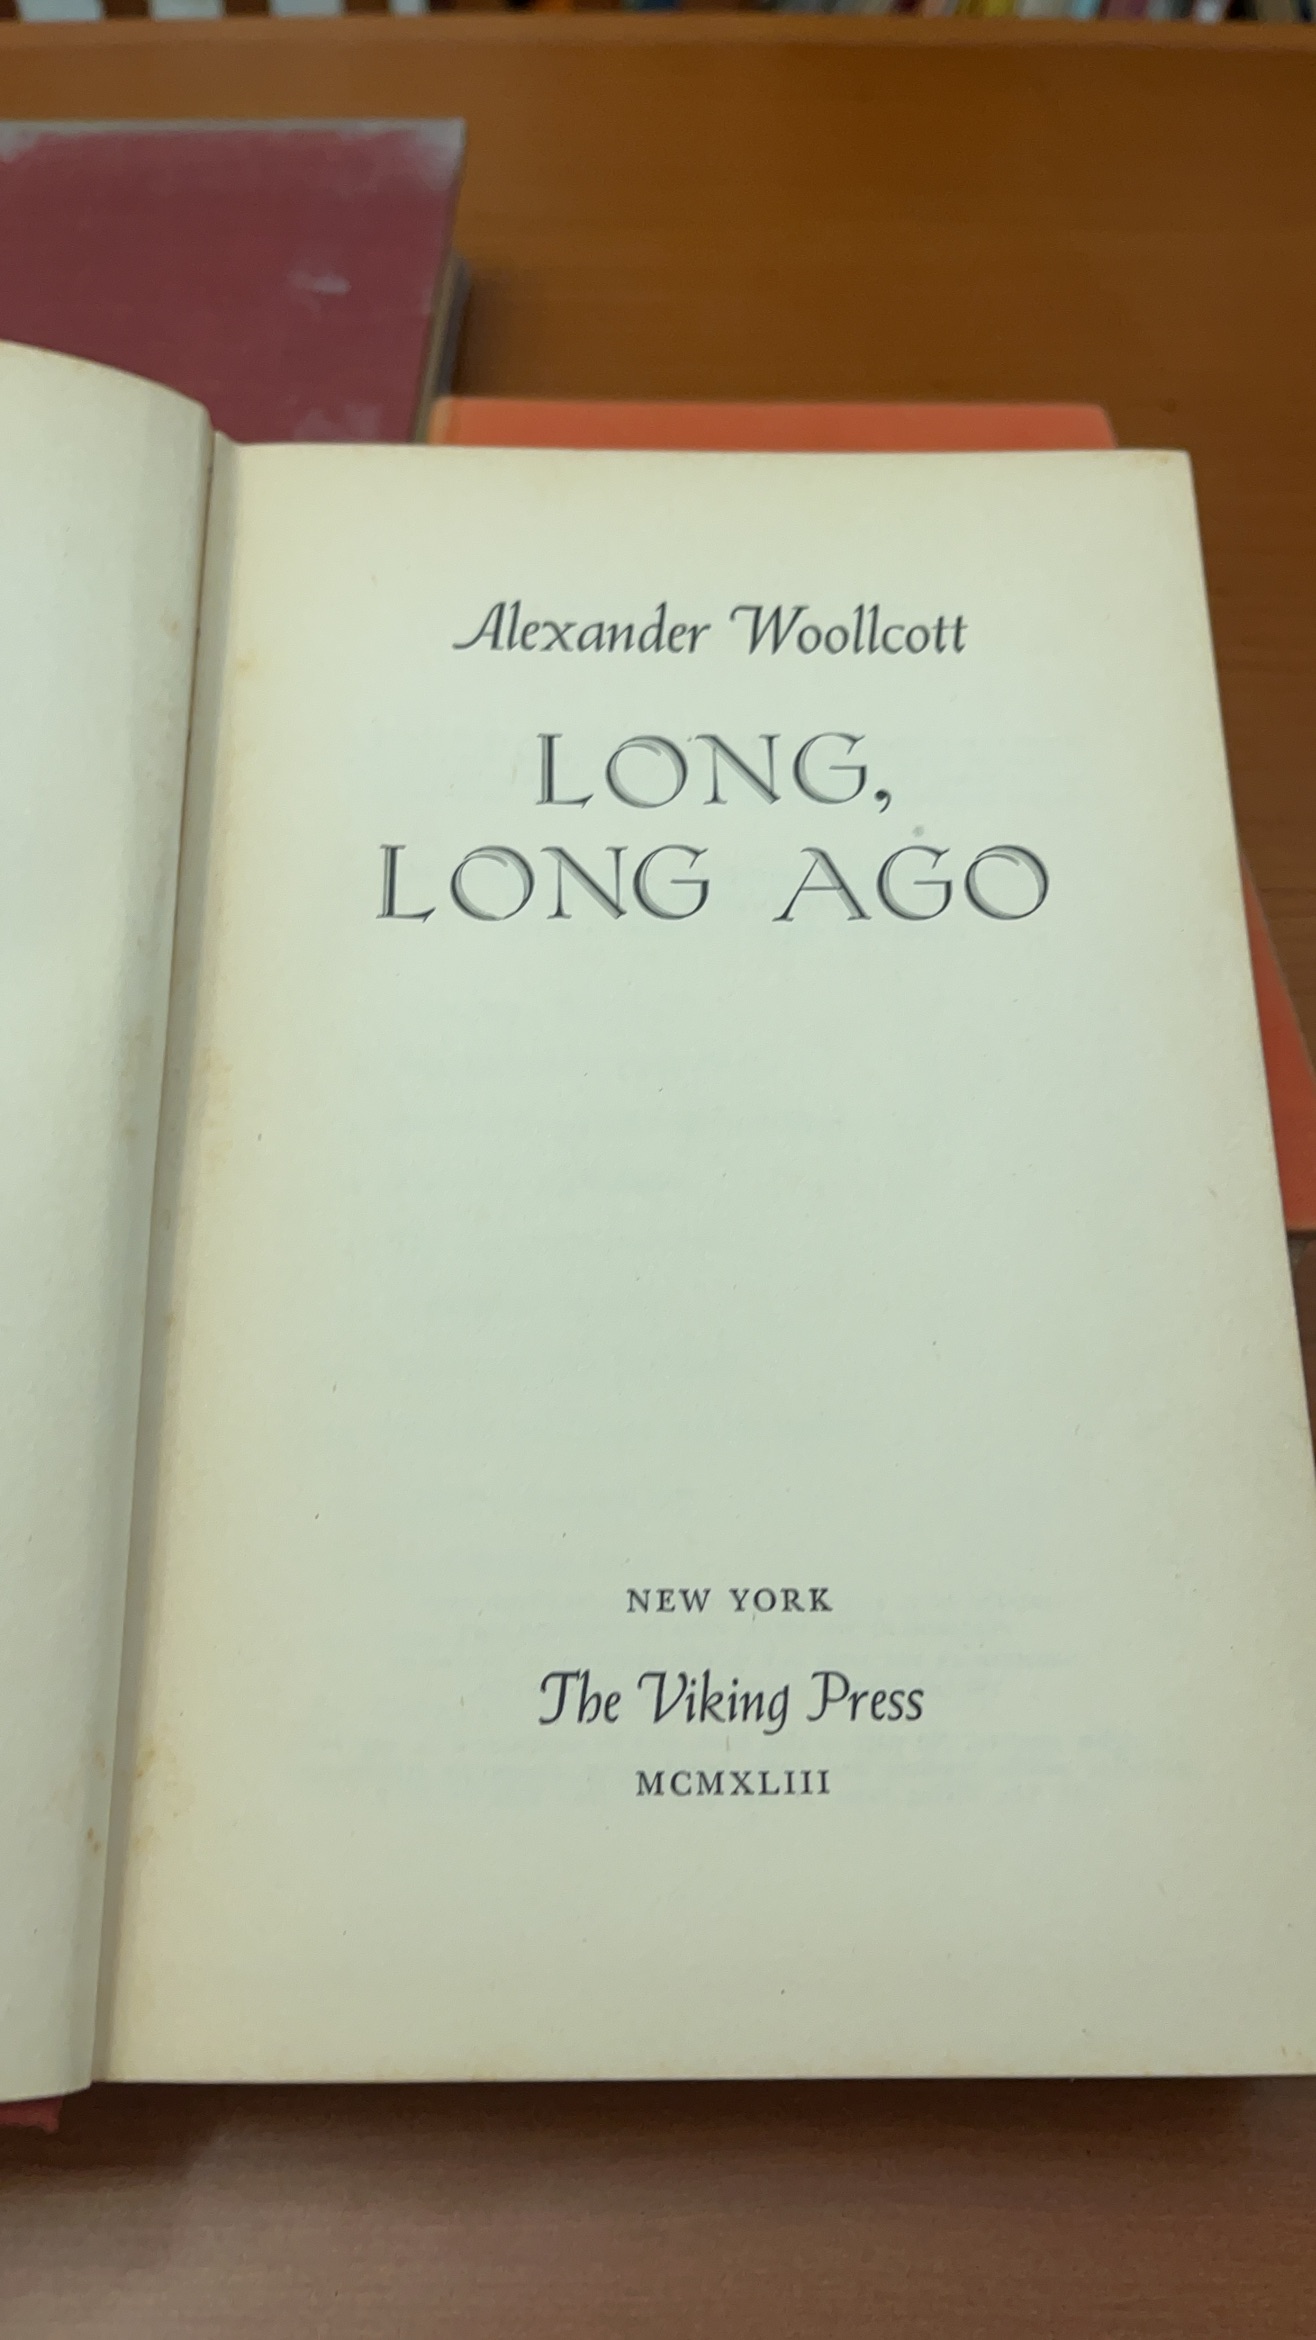 Alexander Woollcott
LONG,
LONG AGO
NEW YORK
The Viking Press
MCMXLIII